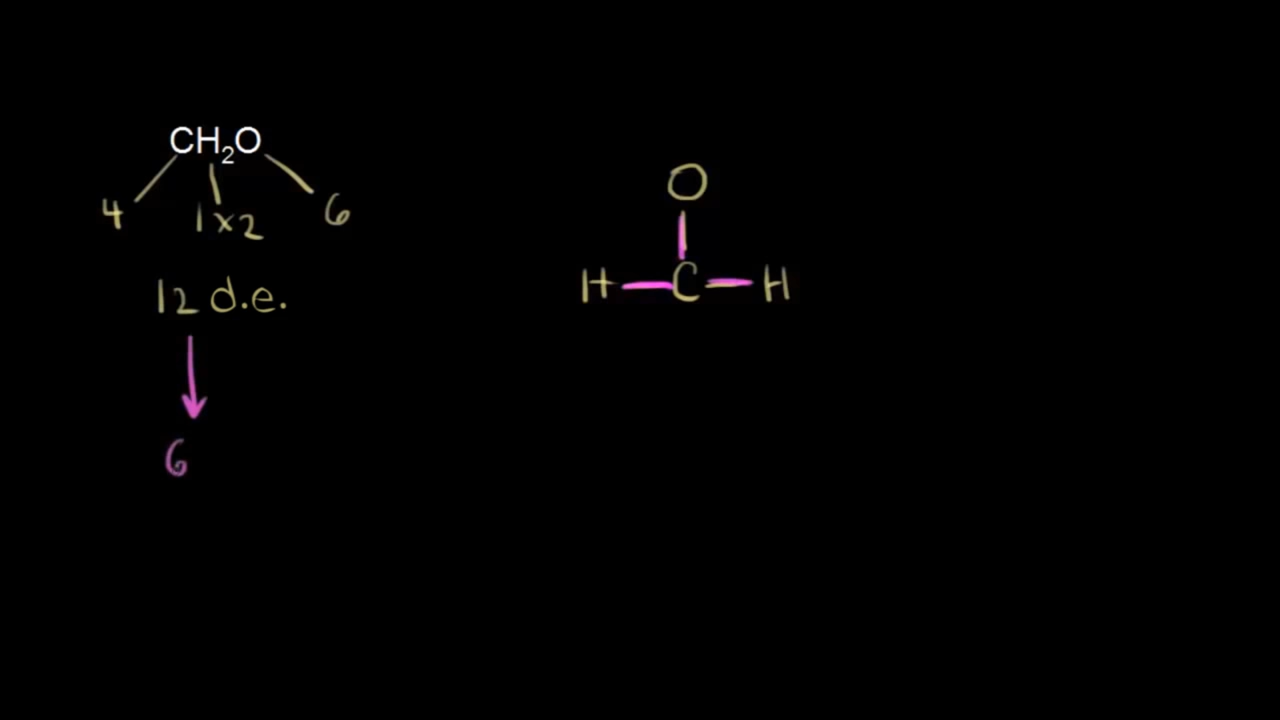 CH₂O
4 1x2 6
12 d.e.
6
O
H C H